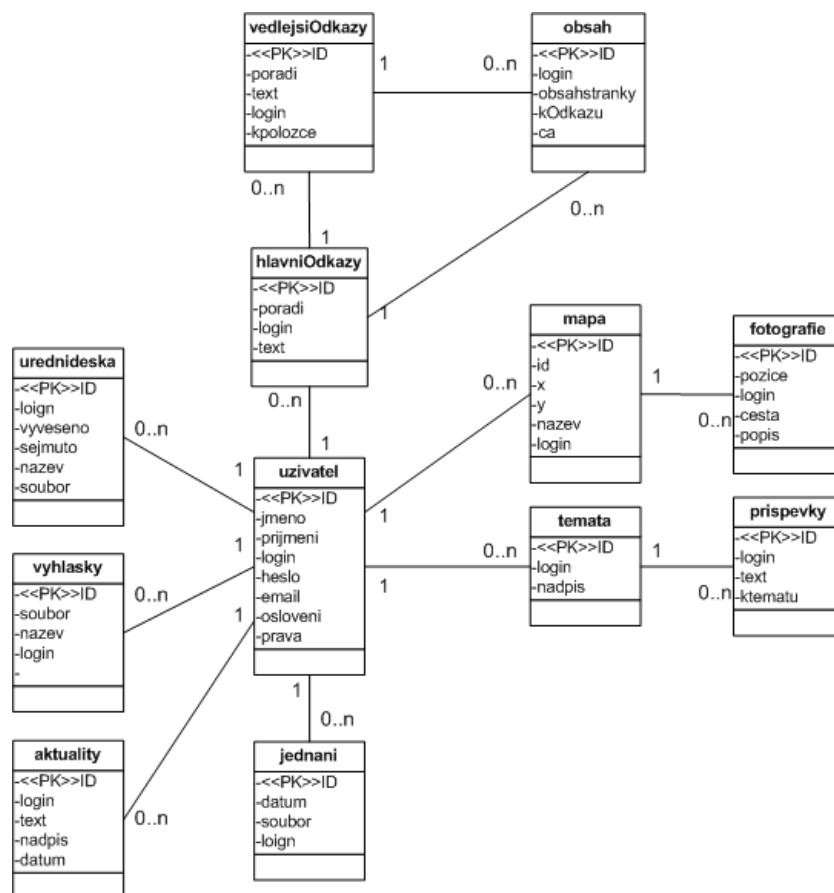 vedlejsiOdkazy
-<<PK>>ID
-poradi
-text
-login
-kpolozce
1
0..n
obsah
-<<PK>>ID
-login
-obsahstranky
-kOdkazu
-ca
0..n
1
0..n
1
hlavniOdkazy
-<<PK>>ID
-poradi
-login
-text
0..n
1
urednideska
-<<PK>>ID
-loign
-vyveseno
-sejmuto
-nazev
-soubor
0..n
1
mapa
-<<PK>>ID
-id
-x
-y
-nazev
-login
0..n
1
1
0..n
fotografie
-<<PK>>ID
-pozice
-login
-cesta
-popis
uzivatel
-<<PK>>ID
-jmeno
-prijmeni
-login
-heslo
-email
-osloveni
-prava
vyhlasky
-<<PK>>ID
-soubor
-nazev
-login
-
0..n
1
temata
-<<PK>>ID
-login
-nadpis
0..n
1
1
0..n
prispevky
-<<PK>>ID
-login
-text
-ktematu
aktuality
-<<PK>>ID
-login
-text
-nadpis
-datum
0..n
1
1
0..n
jednani
-<<PK>>ID
-datum
-soubor
-loign